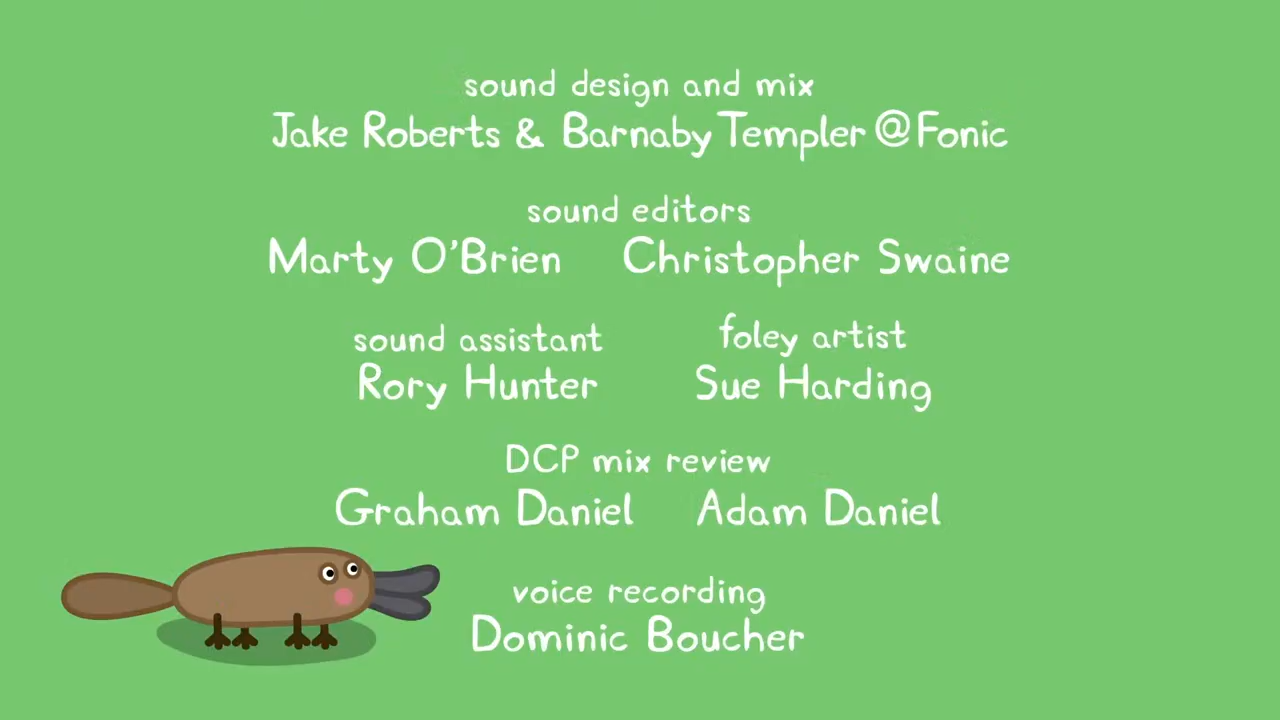 sound design and mix
Jake Roberts & Barnaby Templer @ Fonic
sound editors
Marty O'Brien Christopher Swaine
sound assistant foley artist
Rory Hunter Sue Harding
DCP mix review
Graham Daniel Adam Daniel
voice recording
Dominic Boucher